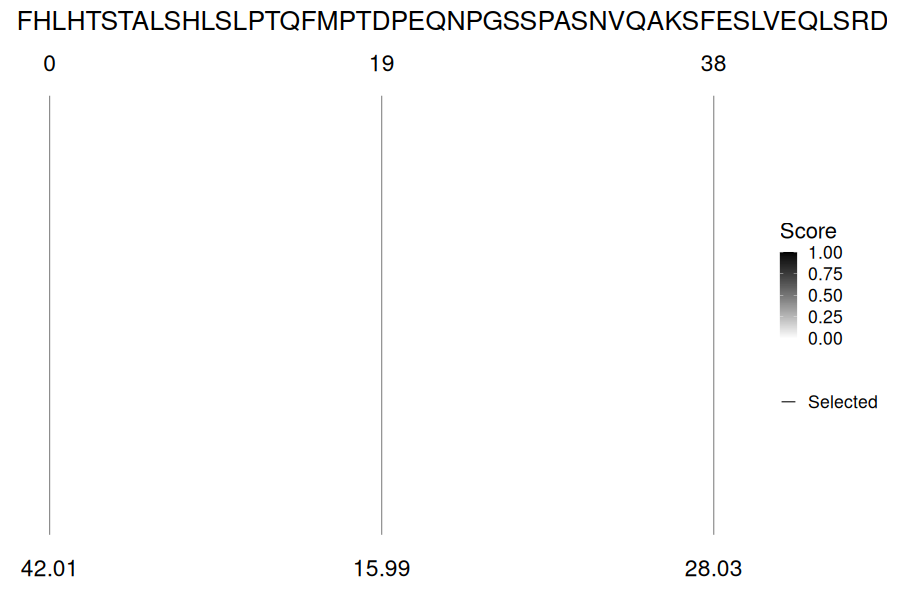 FHLHTSTALSHLSLPTQFMPTDPEQNPGSSPASNVQAKSFESLVEQLSRD
0 19 38
Score
1.00
0.75
0.50
0.25
0.00
Selected
42.01 15.99 28.03